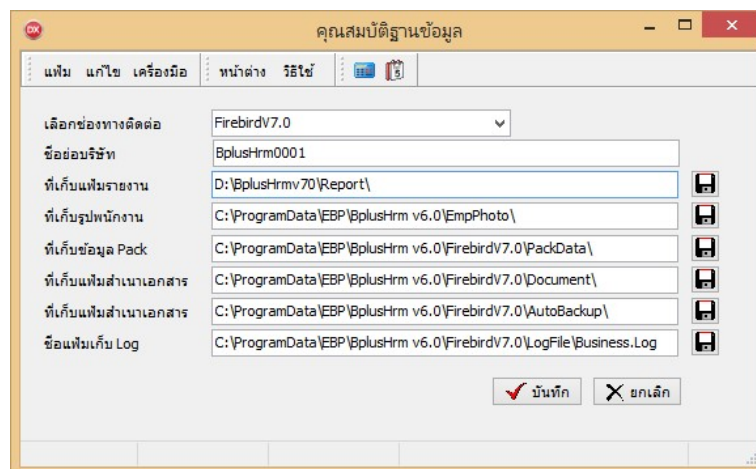 DX
คุณสมบัติฐานข้อมูล
แฟ้ม แก้ไข เครื่องมือ หน้าต่าง วิธีใช้ 5
เลือกช่องทางติดต่อ FirebirdV7.0
ชื่อย่อบริษัท BplusHrm0001
ที่เก็บแฟ้มรายงาน D:\BplusHrmv70\Report\
ที่เก็บรูปพนักงาน C:\ProgramData\EBP\BplusHrm v6.0\EmpPhoto\
ที่เก็บข้อมูล Pack C:\ProgramData\EBP\BplusHrm v6.0\FirebirdV7.0\PackData\
ที่เก็บแฟ้มสำเนาเอกสาร C:\ProgramData\EBP\BplusHrm v6.0\FirebirdV7.0\Document\
ที่เก็บแฟ้มสำเนาเอกสาร C:\ProgramData\EBP\BplusHrm v6.0\FirebirdV7.0\AutoBackup\
ชื่อแฟ้มเก็บ Log C:\ProgramData\EBP\BplusHrm v6.0\FirebirdV7.0\LogFile\Business.Log
บันทึก ยกเลิก